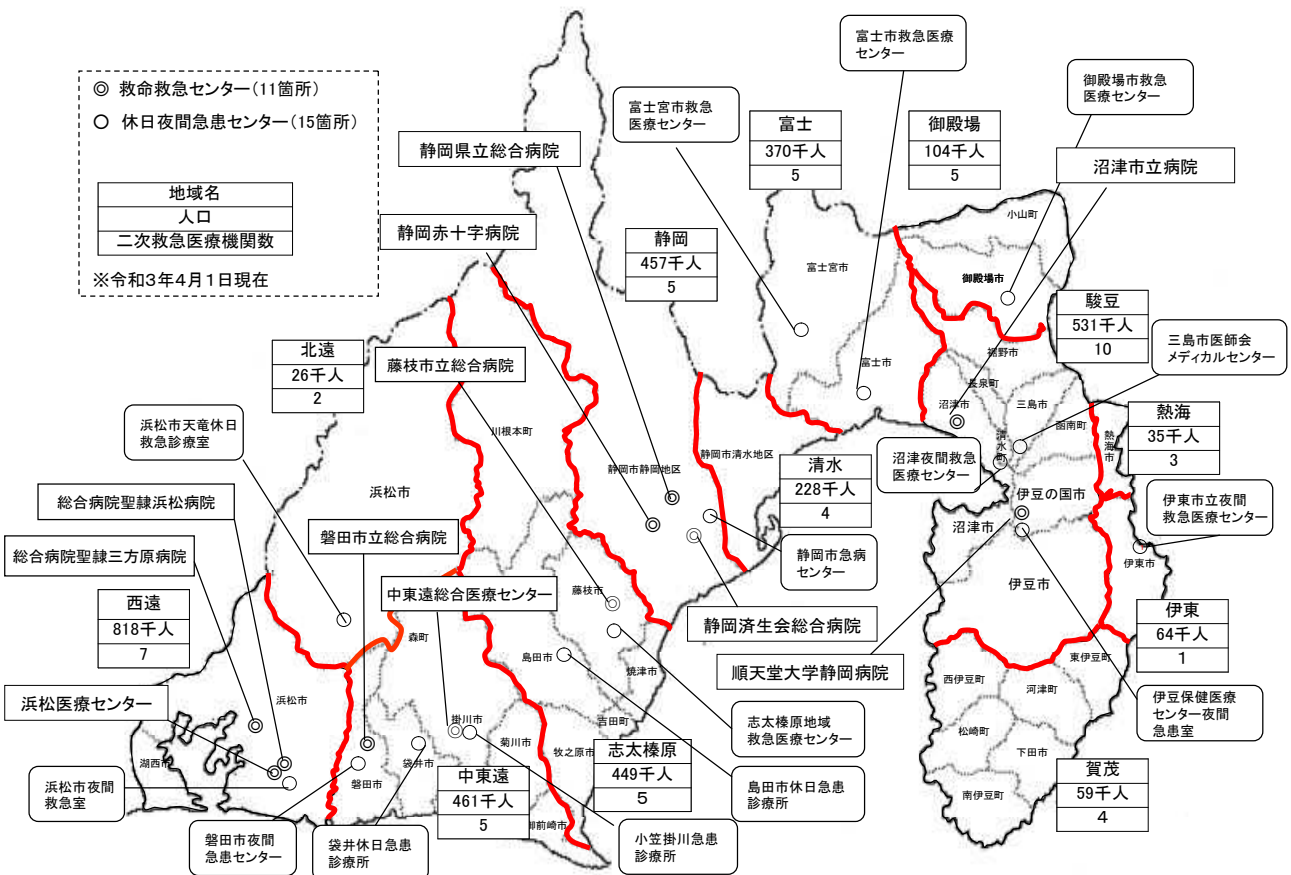 ◎ 救命救急センター(11箇所)
○ 休日夜間急患センター(15箇所)
地域名
人口
二次救急医療機関数
※令和3年4月1日現在
富士市救急医療
センター
御殿場市救急
医療センター
富士宮市救急
医療センター
富士
370千人
5
御殿場
104千人
5
静岡県立総合病院
沼津市立病院
静岡赤十字病院
静岡
457千人
5
小山町
富士宮市
御殿場市
駿豆
531千人
10
三島市医師会
メディカルセンター
北遠
26千人
2
藤枝市立総合病院
裾野市
富士市
長泉町
沼津市
三島市
函南町
清水町
熱海市
熱海
35千人
3
浜松市天竜休日
救急診療室
川根本町
静岡市静岡地区
静岡市清水地区
清水
228千人
4
沼津夜間救急
医療センター
浜松市
伊豆の国市
総合病院聖隷浜松病院
磐田市立総合病院
沼津市
伊東市立夜間
救急医療センター
総合病院聖隷三方原病院
静岡市急病
センター
伊東市
中東遠総合医療センター
藤枝市
伊豆市
西遠
818千人
7
静岡済生会総合病院
伊東
64千人
1
森町
島田市
焼津市
順天堂大学静岡病院
東伊豆町
西伊豆町
河津町
浜松医療センター
浜松市
掛川市
菊川市
吉田町
牧之原市
志太榛原地域
救急医療センター
伊豆保健医療
センター夜間
急患室
松崎町
下田市
湖西市
袋井市
磐田市
志太榛原
449千人
5
賀茂
59千人
4
浜松市夜間
救急室
中東遠
461千人
5
島田市休日急患
診療所
南伊豆町
御前崎市
磐田市夜間
急患センター
袋井休日急患
診療所
小笠掛川急患
診療所